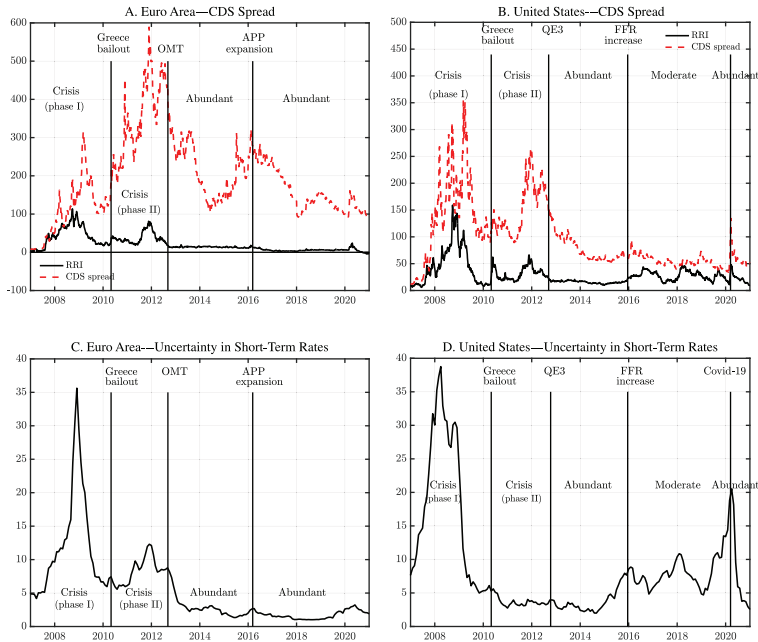 A. Euro Area—CDS Spread
600
500
400
300
200
100
0
-100
Greece
bailout
OMT
APP
expansion
Crisis
(phase I)
Abundant
Abundant
Crisis
(phase II)
RRI
CDS spread
2008 2010 2012 2014 2016 2018 2020
B. United States---CDS Spread
500
450
400
350
300
250
200
150
100
50
0
Greece
bailout
QE3
FFR
increase
RRI
CDS spread
Crisis
(phase I)
Crisis
(phase II)
Abundant
Moderate
Abundant
2008 2010 2012 2014 2016 2018 2020
C. Euro Area---Uncertainty in Short-Term Rates
40
35
30
25
20
15
10
5
0
Greece
bailout
OMT
APP
expansion
Crisis
(phase I)
Crisis
(phase II)
Abundant
Abundant
2008 2010 2012 2014 2016 2018 2020
D. United States—Uncertainty in Short-Term Rates
40
35
30
25
20
15
10
5
0
Greece
bailout
QE3
FFR
increase
Covid-19
Crisis
(phase I)
Crisis
(phase II)
Abundant
Moderate
Abundant
2008 2010 2012 2014 2016 2018 2020